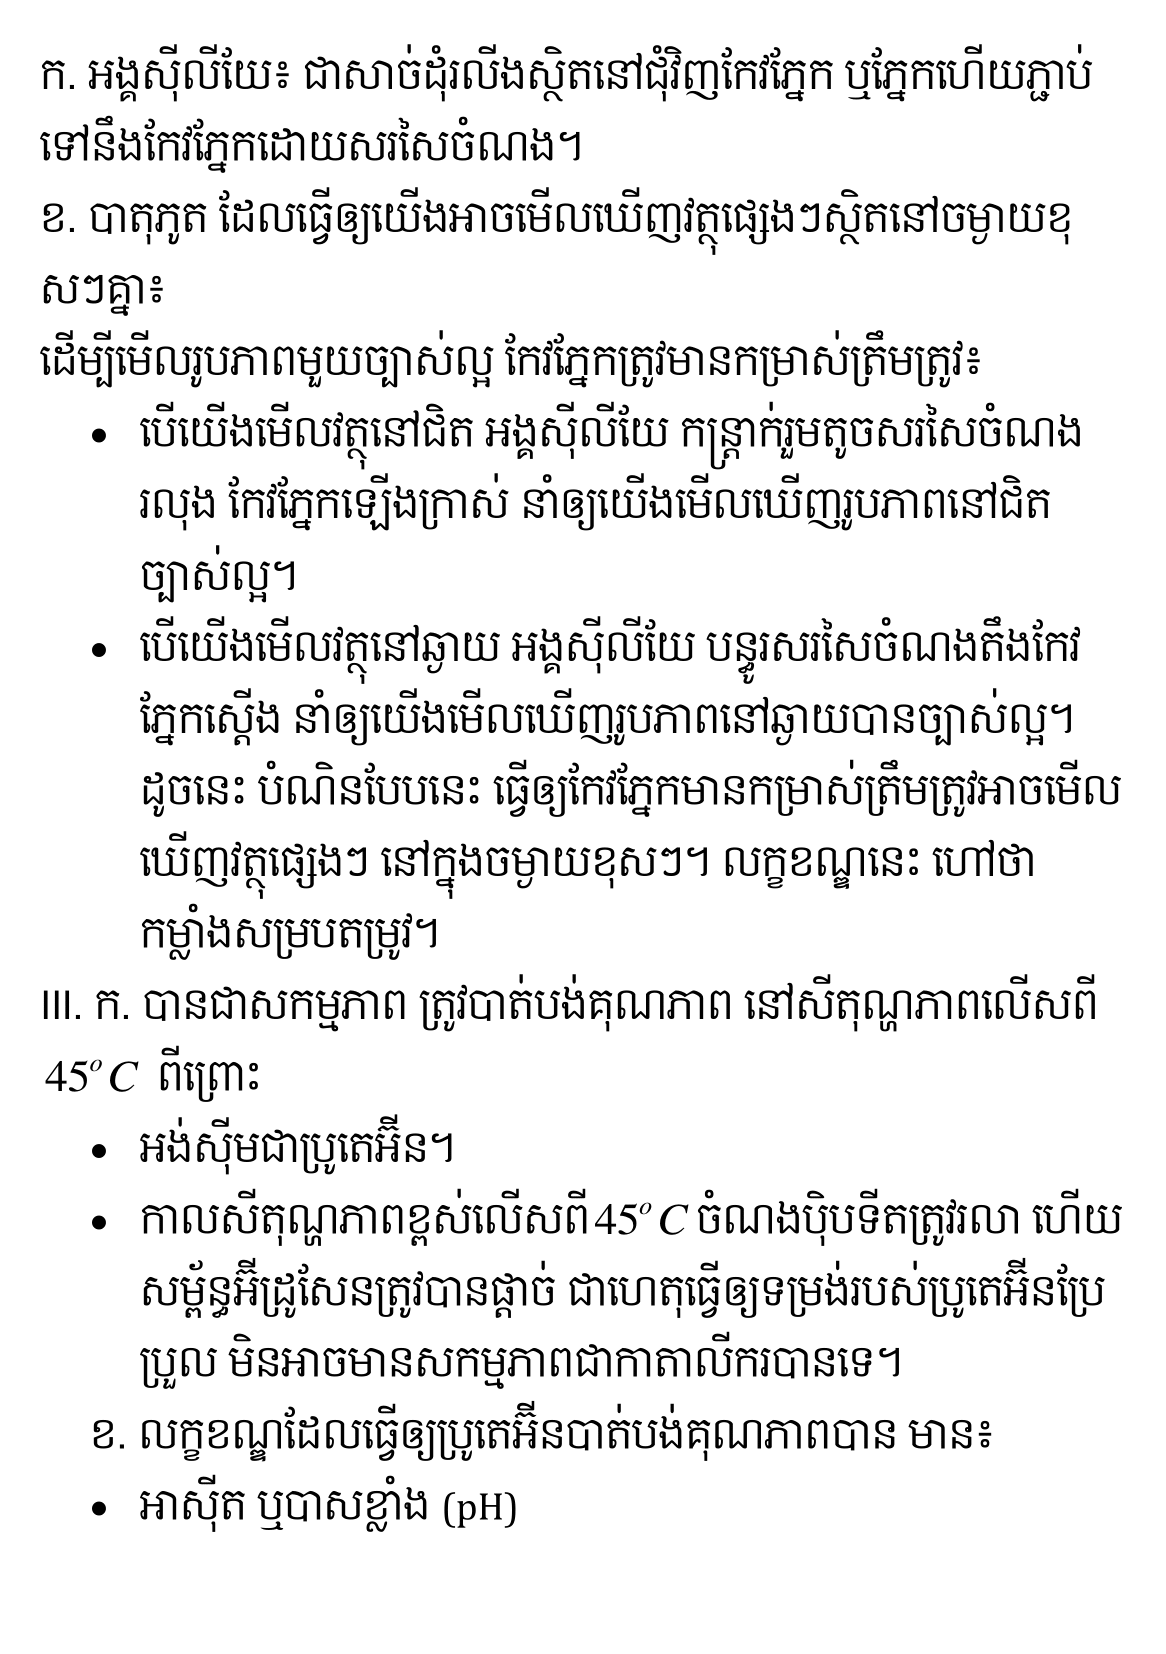 ក. អង្គស៊ីលីយែ៖ ជាសាច់ដុំរលីងស្ថិតនៅជុំវិញកែវភ្នែក ឬភ្នែកហើយភ្ជាប់
ទៅនឹងកែវភ្នែកដោយសរសៃចំណង។
ខ. បាតុភូត ដែលធ្វើឲ្យយើងអាចមើលឃើញវត្ថុផ្សេងៗស្ថិតនៅចម្ងាយខុ
សៗគ្នា៖
ដើម្បីមើលរូបភាពមួយច្បាស់ល្អ កែវភ្នែកត្រូវមានកម្រាស់ត្រឹមត្រូវ៖
• បើយើងមើលវត្ថុនៅជិត អង្គស៊ីលីយែ កន្ត្រាក់រួមតូចសរសៃចំណង
រលុង កែវភ្នែកឡើងក្រាស់ នាំឲ្យយើងមើលឃើញរូបភាពនៅជិត
ច្បាស់ល្អ។
• បើយើងមើលវត្ថុនៅឆ្ងាយ អង្គស៊ីលីយែ បន្ធូរសរសៃចំណងតឹងកែវ
ភ្នែកស្តើង នាំឲ្យយើងមើលឃើញរូបភាពនៅឆ្ងាយបានច្បាស់ល្អ។
ដូចនេះ បំណិនបែបនេះ ធ្វើឲ្យកែវភ្នែកមានកម្រាស់ត្រឹមត្រូវអាចមើល
ឃើញវត្ថុផ្សេងៗ នៅក្នុងចម្ងាយខុសៗ។ លក្ខខណ្ឌនេះ ហៅថា
កម្លាំងសម្របតម្រូវ។
III. ក. បានជាសកម្មភាព ត្រូវបាត់បង់គុណភាព នៅសីតុណ្ហភាពលើសពី
45º C ពីព្រោះ
• អង់ស៊ីមជាប្រូតេអ៊ីន។
• កាលសីតុណ្ហភាពខ្ពស់លើសពី 45º C ចំណងប៉ិបទីតត្រូវរលា ហើយ
សម្ព័ន្ធអ៊ីដ្រូសែនត្រូវបានផ្តាច់ ជាហេតុធ្វើឲ្យទម្រង់របស់ប្រូតេអ៊ីនប្រែ
ប្រួល មិនអាចមានសកម្មភាពជាកាតាលីករបានទេ។
ខ. លក្ខខណ្ឌដែលធ្វើឲ្យប្រូតេអ៊ីនបាត់បង់គុណភាពបាន មាន៖
• អាស៊ីត ឬបាសខ្លាំង (pH)